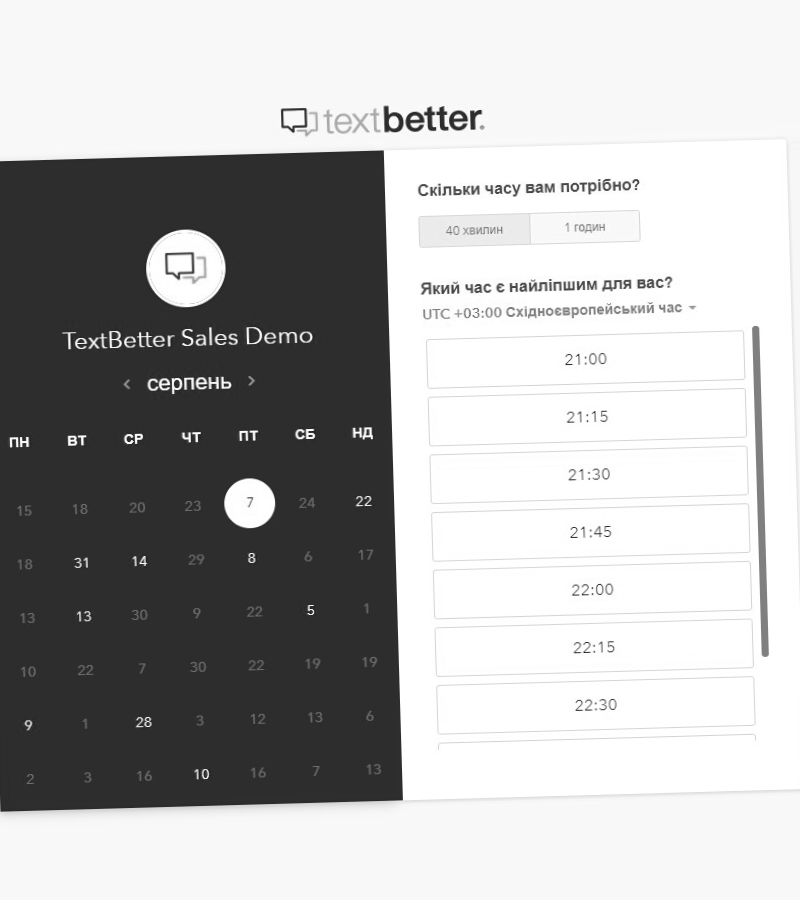 textbetter.
TextBetter Sales Demo
серпень
ПН ВТ СР ЧТ ПТ СБ НД
15 18 20 23 7 24 22
18 31 14 29 8 6 17
13 13 30 9 22 5 1
10 22 7 30 22 19 19
9 1 28 3 12 13 6
2 3 16 10 16 7 13
Скільки часу вам потрібно?
40 хвилин 1 годин
Який час є найліпшим для вас?
UTC +03:00 Східноєвропейський час
21:00
21:15
21:30
21:45
22:00
22:15
22:30